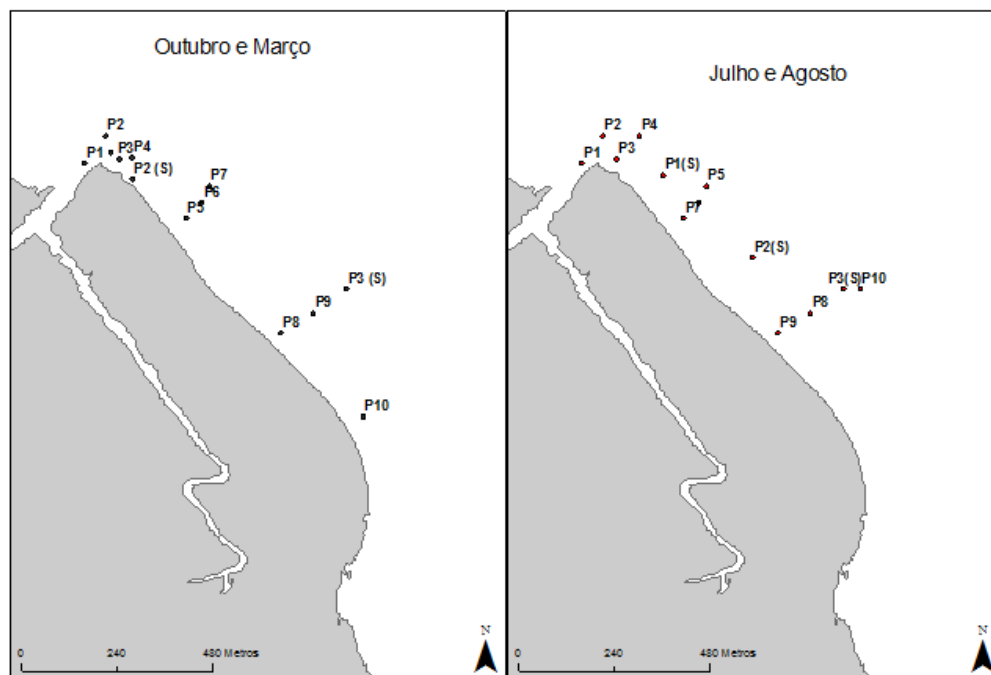 Outubro e Março
P2
P3
P4
P1
P2 (S)
P7
P6
P5
P3 (S)
P9
P8
P10
N
0
240
480 Metros
Julho e Agosto
P2
P4
P1
P3
P1(S)
P5
P7
P2(S)
P3(S)
P10
P8
P9
N
0
240
480 Metros